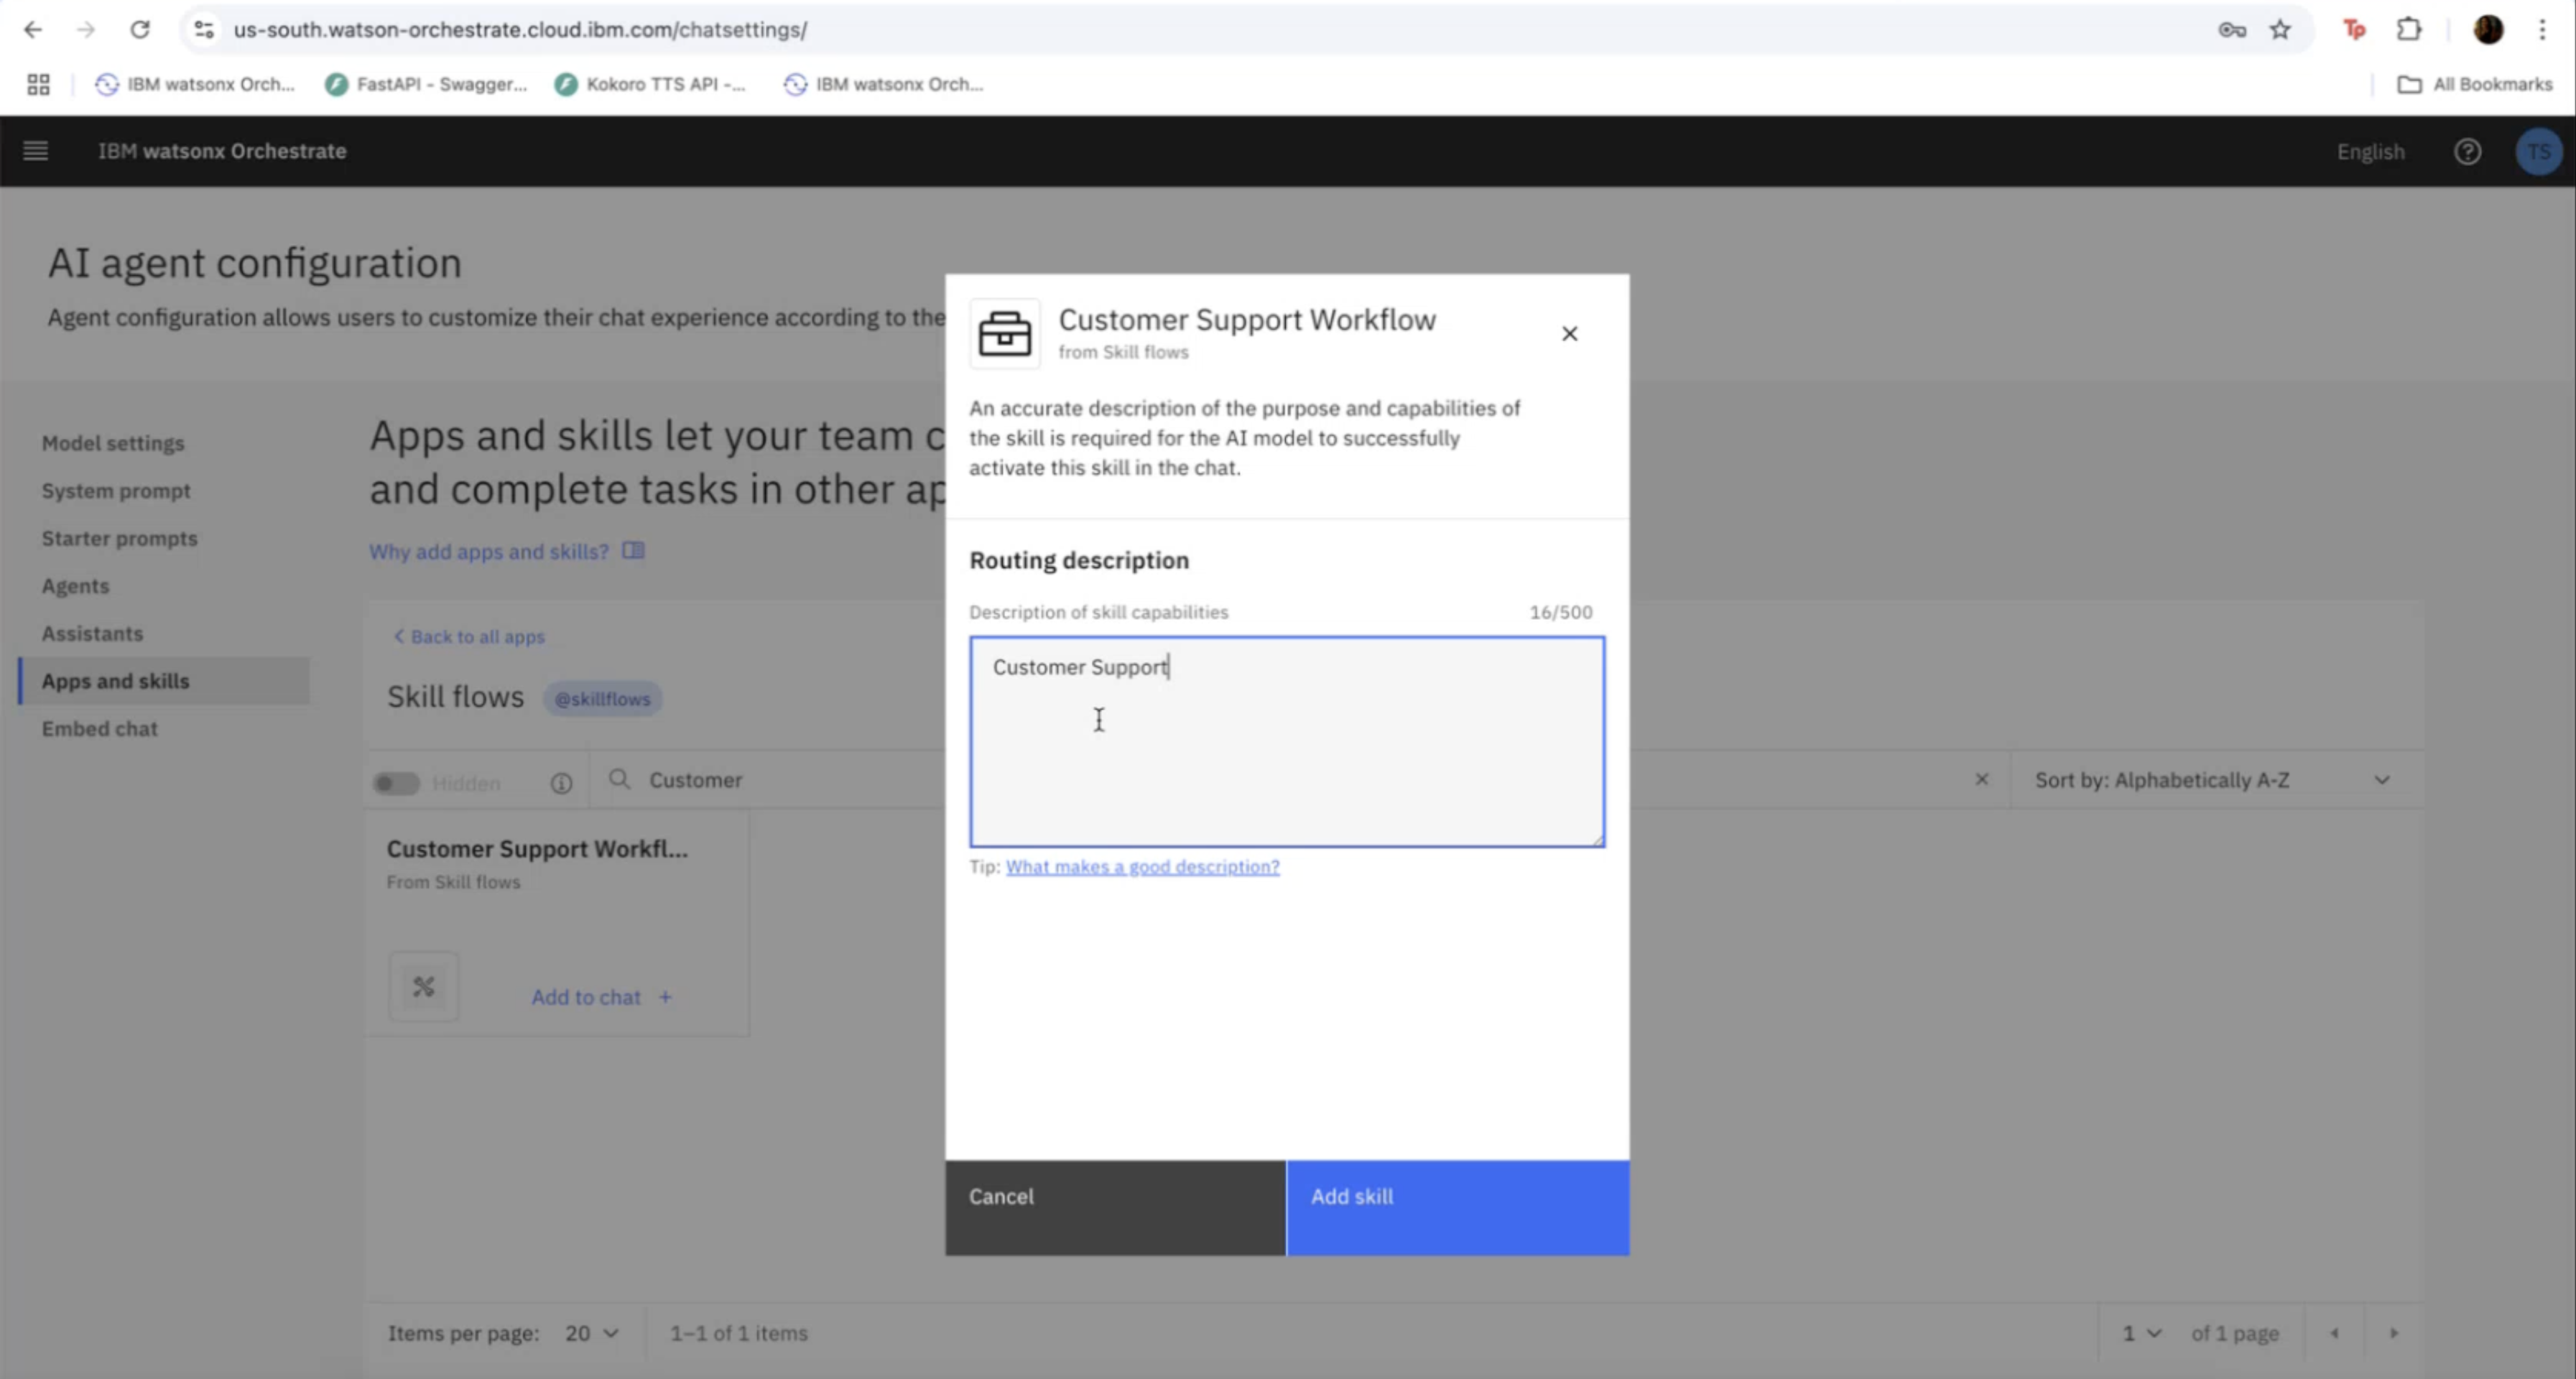 us-south.watson-orchestrate.cloud.ibm.com/chatsettings/
Tp
IBM watsonx Orch...
FastAPI - Swagger...
Kokoro TTS API -...
IBM watsonx Orch...
All Bookmarks
IBM watsonx Orchestrate
English
TS
AI agent configuration
Agent configuration allows users to customize their chat experience according to the
Model settings
System prompt
Starter prompts
Agents
Assistants
Apps and skills
Embed chat
Apps and skills let your team c
and complete tasks in other ap
Why add apps and skills?
Back to all apps
Skill flows
@skillflows
Hidden
Customer
Sort by: Alphabetically A-Z
Customer Support Workfl...
From Skill flows
Add to chat +
Items per page: 20
1–1 of 1 items
1
of 1 page
Customer Support Workflow
from Skill flows
An accurate description of the purpose and capabilities of
the skill is required for the AI model to successfully
activate this skill in the chat.
Routing description
Description of skill capabilities
16/500
Customer Support
Tip: What makes a good description?
Cancel
Add skill